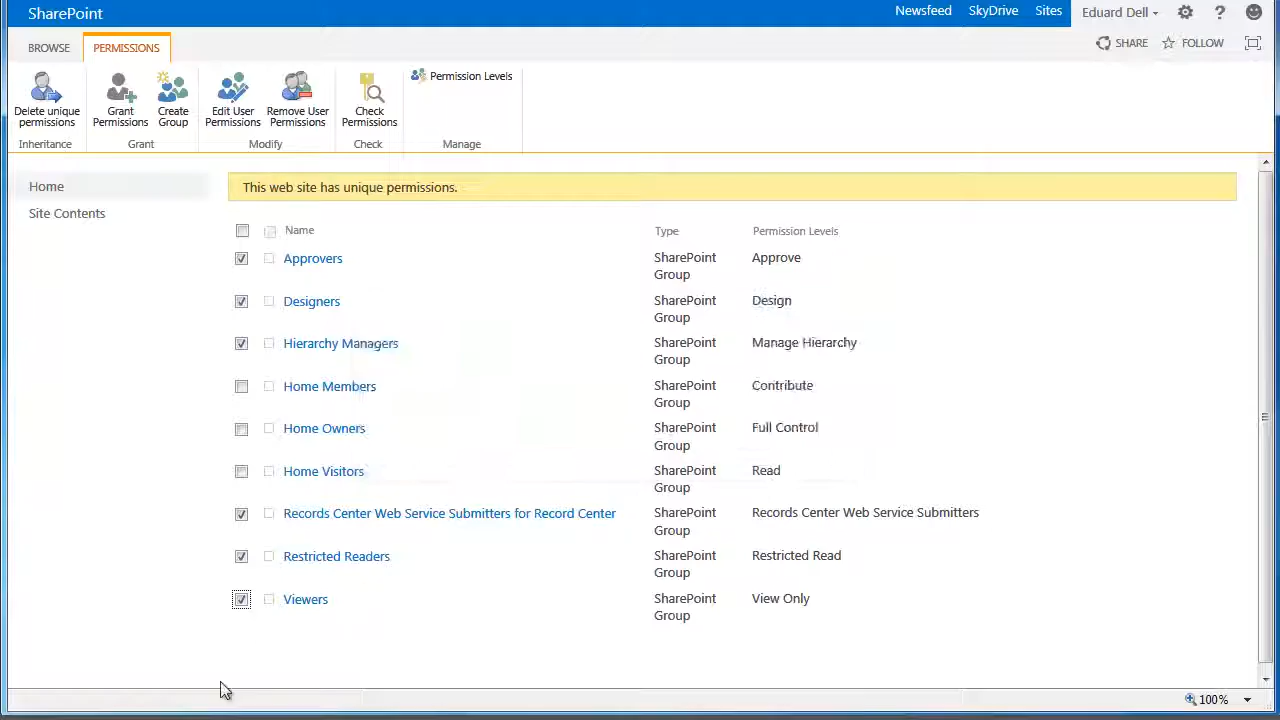 SharePoint
Newsfeed SkyDrive Sites Eduard Dell ?
BROWSE PERMISSIONS SHARE FOLLOW
Delete unique permissions
Grant Permissions
Create Group
Edit User Permissions
Remove User Permissions
Check Permissions
Permission Levels
Inheritance Grant Modify Check Manage
Home
Site Contents
This web site has unique permissions.
Name Type Permission Levels
Approvers SharePoint Group Approve
Designers SharePoint Group Design
Hierarchy Managers SharePoint Group Manage Hierarchy
Home Members SharePoint Group Contribute
Home Owners SharePoint Group Full Control
Home Visitors SharePoint Group Read
Records Center Web Service Submitters for Record Center SharePoint Group Records Center Web Service Submitters
Restricted Readers SharePoint Group Restricted Read
Viewers SharePoint Group View Only
100%